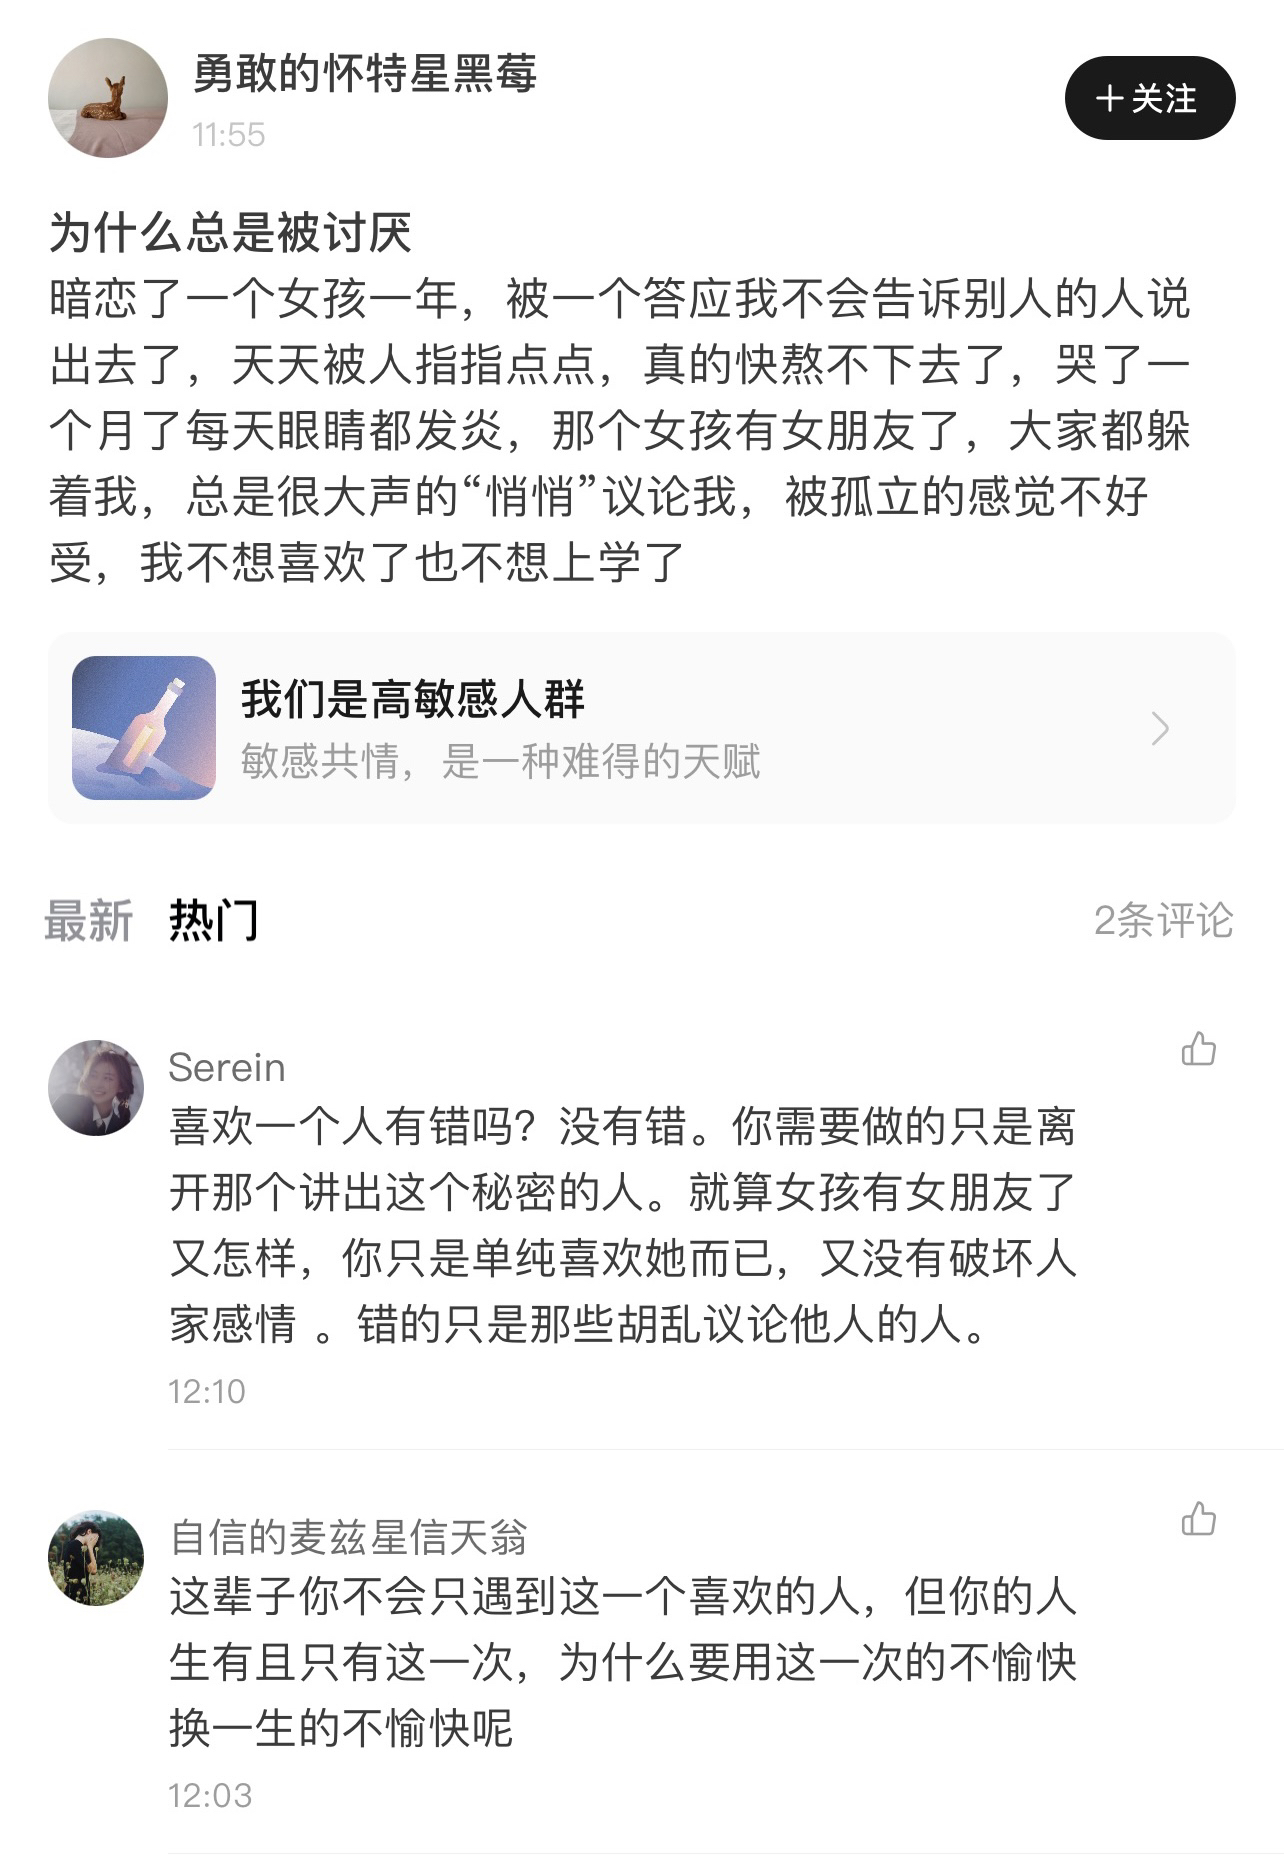 勇敢的怀特星黑莓
11:55
＋关注
为什么总是被讨厌
暗恋了一个女孩一年，被一个答应我不会告诉别人的人说
出去了，天天被人指指点点，真的快熬不下去了，哭了一
个月了每天眼睛都发炎，那个女孩有女朋友了，大家都躲
着我，总是很大声的“悄悄”议论我，被孤立的感觉不好
受，我不想喜欢了也不想上学了
我们是高敏感人群
敏感共情，是一种难得的天赋
最新 热门 2条评论
Serein
喜欢一个人有错吗？没有错。你需要做的只是离
开那个讲出这个秘密的人。就算女孩有女朋友了
又怎样，你只是单纯喜欢她而已，又没有破坏人
家感情 。错的只是那些胡乱议论他人的人。
12:10
自信的麦兹星信天翁
这辈子你不会只遇到这一个喜欢的人，但你的人
生有且只有这一次，为什么要用这一次的不愉快
换一生的不愉快呢
12:03